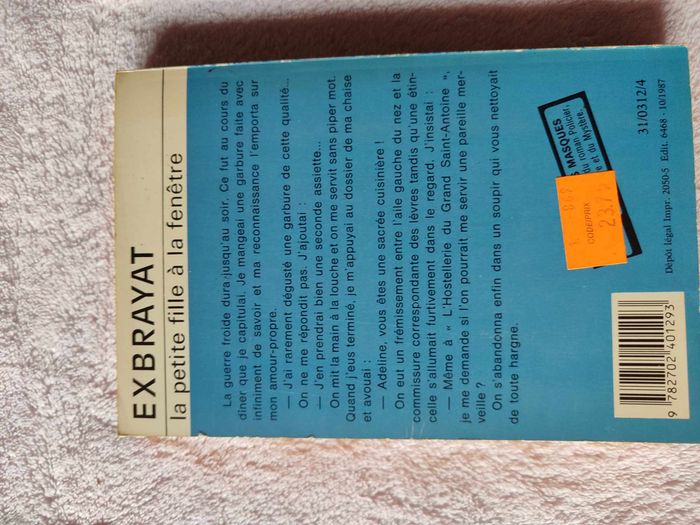 EXBRAYAT
la petite fille à la fenêtre
La guerre froide dura jusqu'au soir. Ce fut au cours du
dîner que je capitulai. Je mangeai une garbure faite avec
infiniment de savoir et ma reconnaissance l'emporta sur
mon amour-propre.
— J'ai rarement dégusté une garbure de cette qualité...
On ne me répondit pas. J'ajoutai :
— J'en prendrai bien une seconde assiette...
On mit la main à la louche et on me servit sans piper mot.
Quand j'eus terminé, je m'appuyai au dossier de ma chaise
et avouai :
— Adeline, vous êtes une sacrée cuisinière !
On eut un frémissement entre l'aile gauche du nez et la
commissure correspondante des lèvres tandis qu'une étin-
celle s'allumait furtivement dans le regard. J'insistai :
— Même à « L'Hostellerie du Grand Saint-Antoine »,
je me demande si l'on pourrait me servir une pareille mer-
veille ?
On s'abandonna enfin dans un soupir qui vous nettoyait
de toute hargne.
MASQUES
roman Policier,
et du Mystère
CODE/PRIX
31/0312/4
Dépôt légal Impr. 2050-5 Edit. 6468 - 10/1987
9 782702 401293